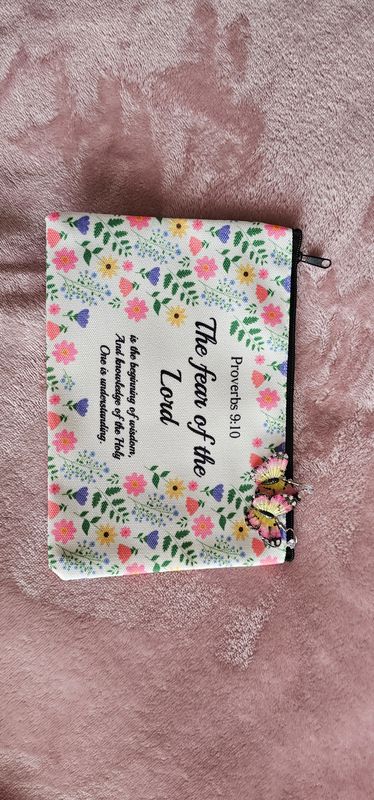 Proverbs 9:10
The fear of the
Lord
is the beginning of wisdom,
And knowledge of the Holy
One is understanding.